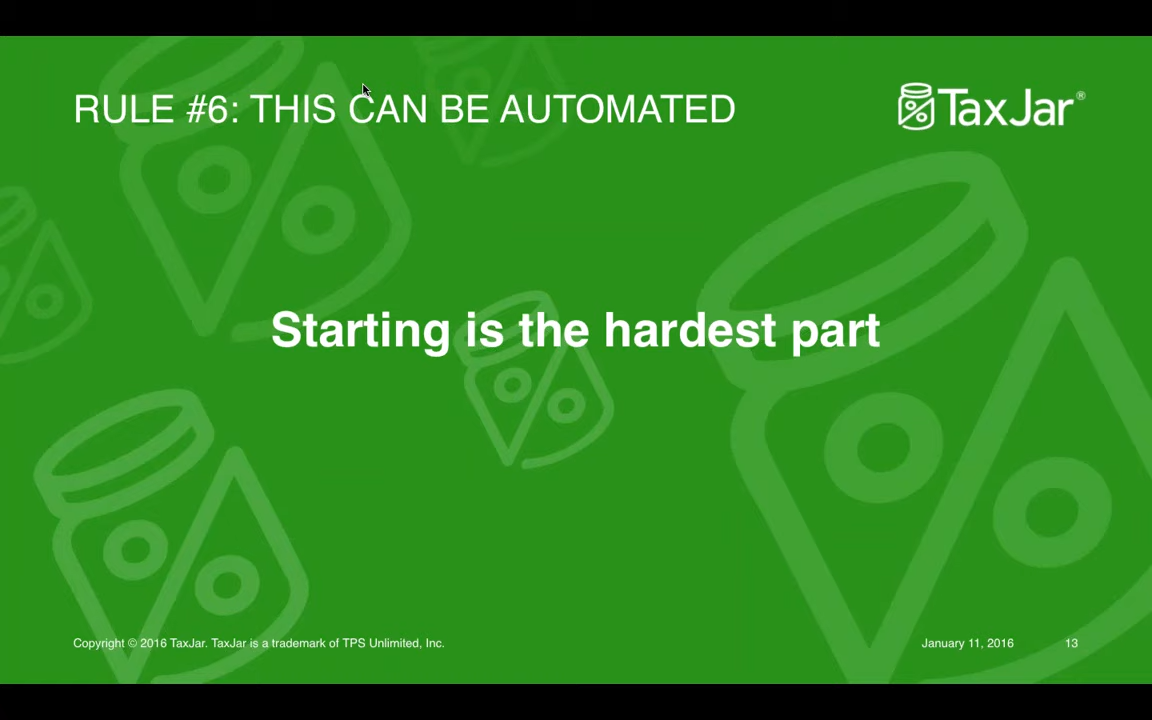 RULE #6: THIS CAN BE AUTOMATED
TaxJar®
Starting is the hardest part
Copyright © 2016 TaxJar. TaxJar is a trademark of TPS Unlimited, Inc.
January 11, 2016
13